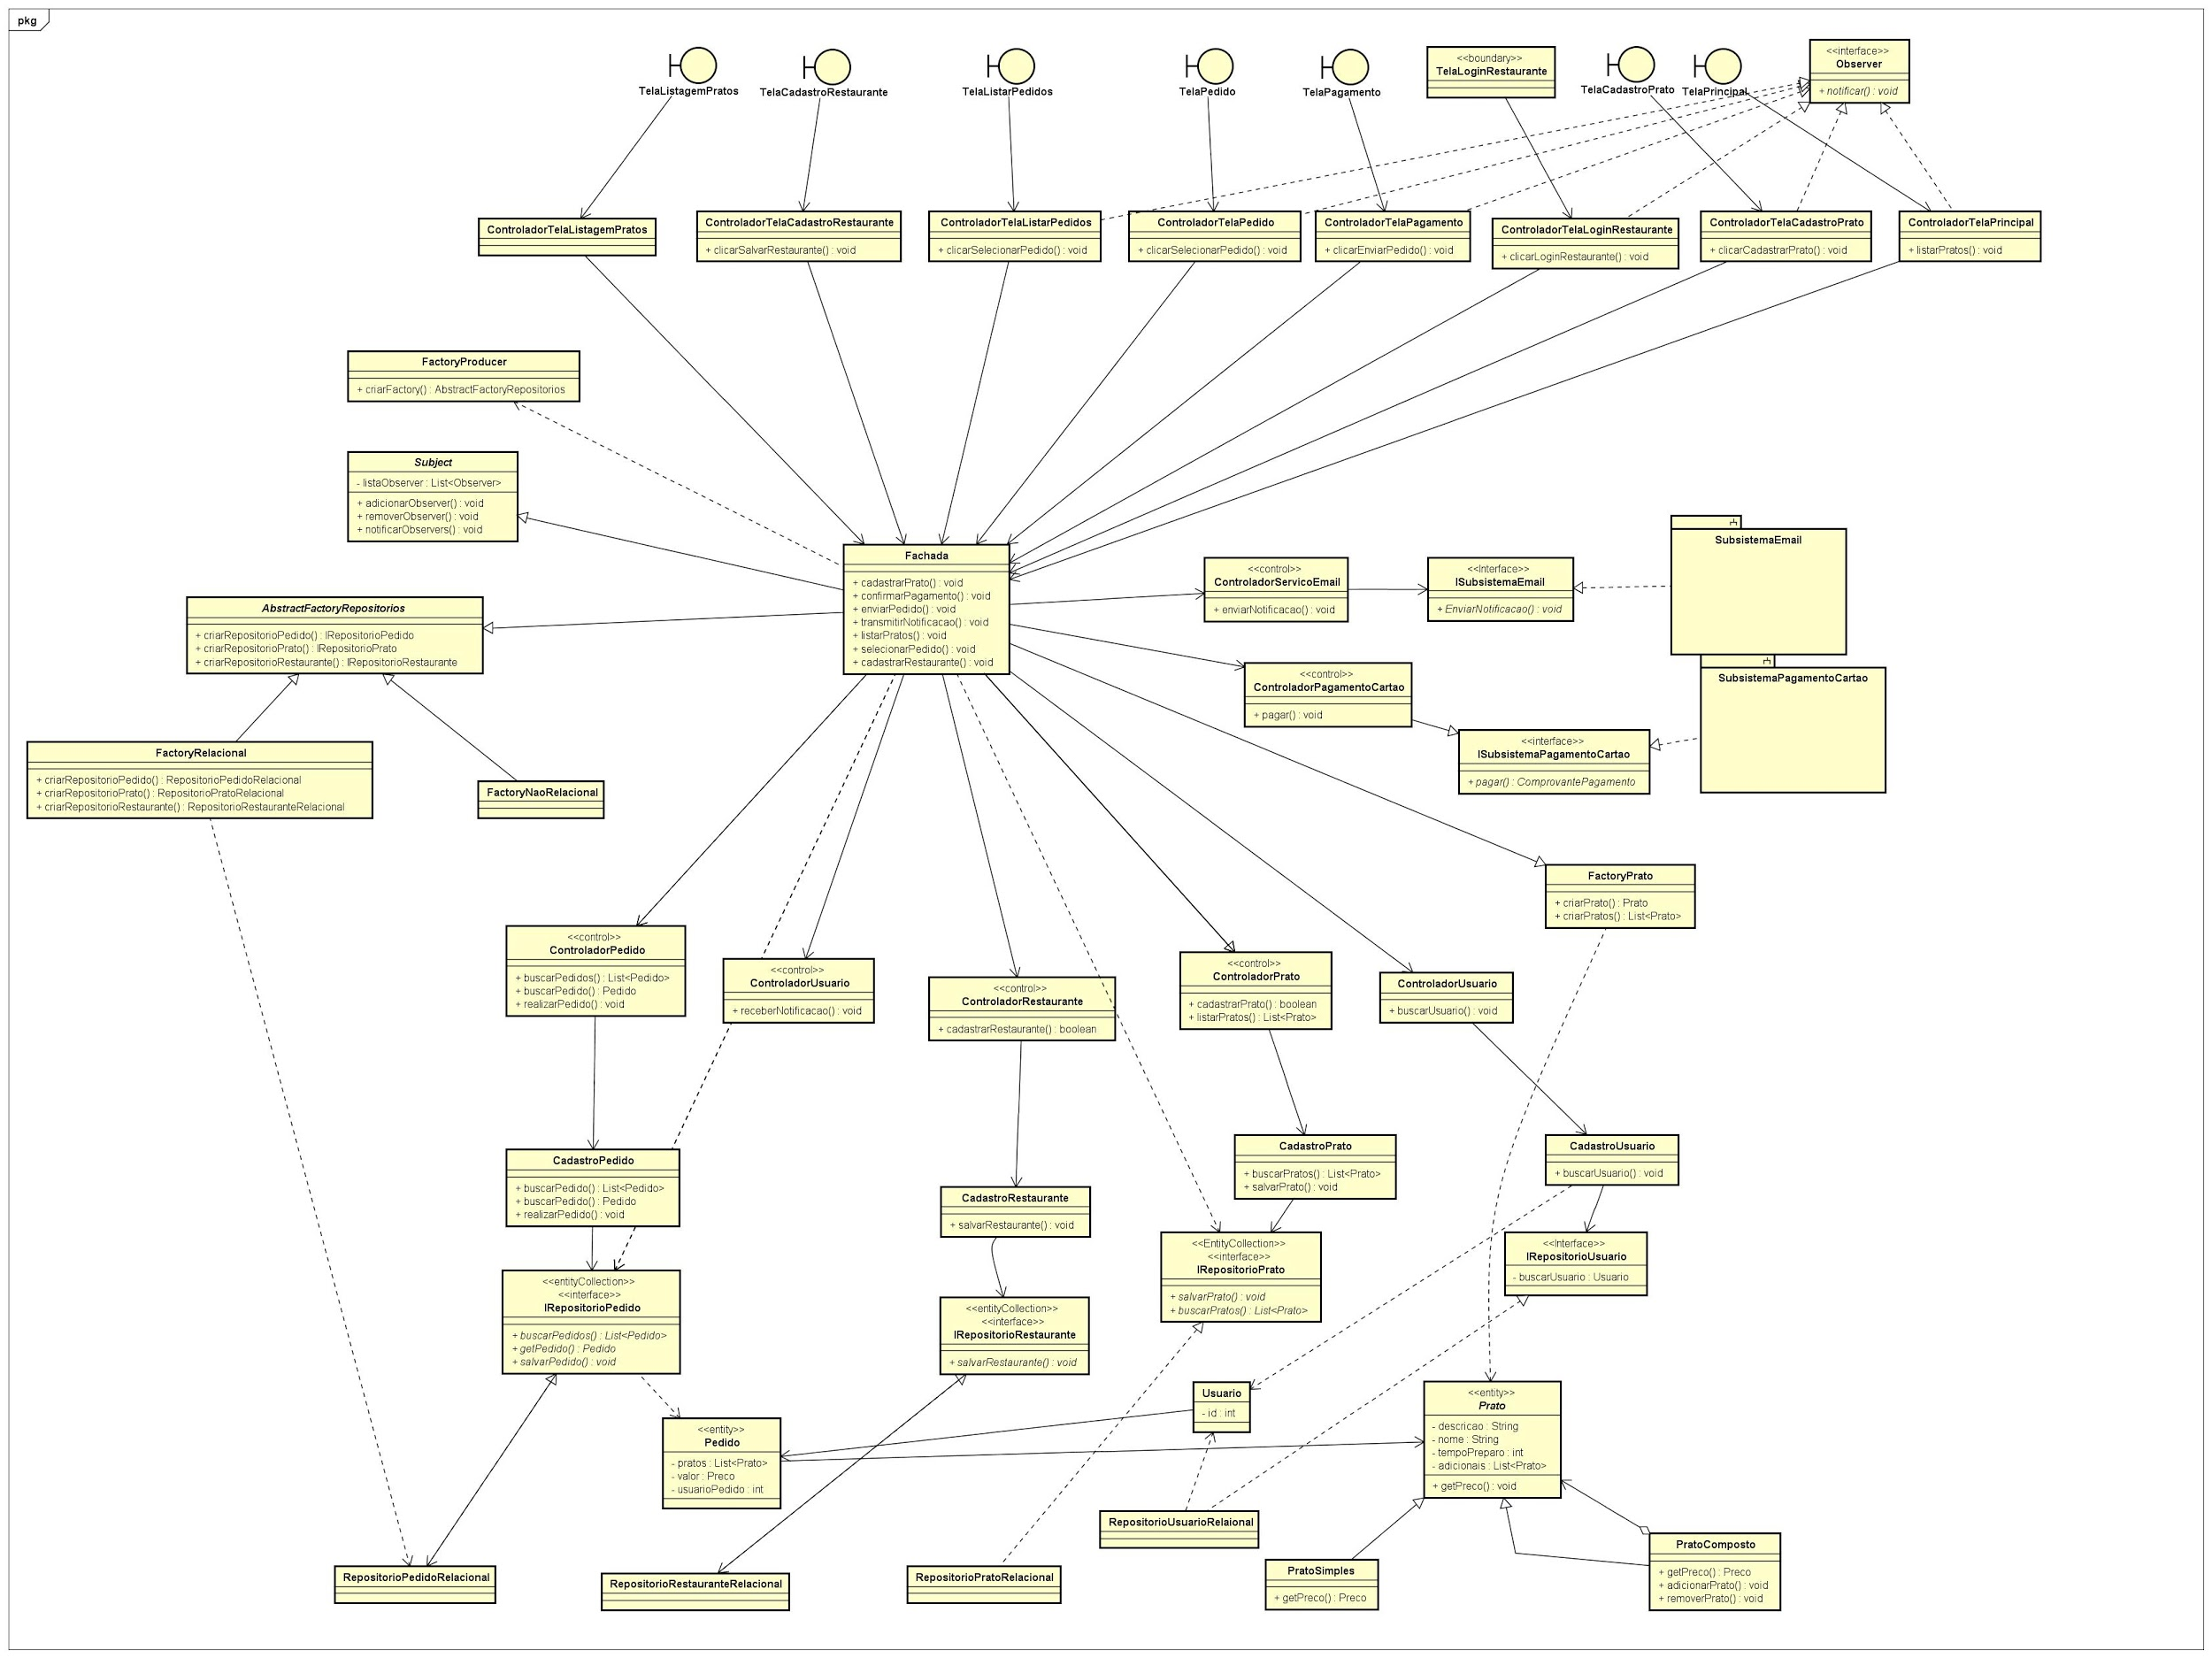 pkg
TelaListagemPratos
TelaCadastroRestaurante
TelaListarPedidos
TelaPedido
TelaPagamento
<<boundary>>
TelaLoginRestaurante
TelaCadastroPrato
TelaPrincipal
<<interface>>
Observer
+ notificar() : void
ControladorTelaListagemPratos
ControladorTelaCadastroRestaurante
+ clicarSalvarRestaurante() : void
ControladorTelaListarPedidos
+ clicarSelecionarPedido() : void
ControladorTelaPedido
+ clicarSelecionarPedido() : void
ControladorTelaPagamento
+ clicarEnviarPedido() : void
ControladorTelaLoginRestaurante
+ clicarLoginRestaurante() : void
ControladorTelaCadastroPrato
+ clicarCadastrarPrato() : void
ControladorTelaPrincipal
+ listarPratos() : void
FactoryProducer
+ criarFactory() : AbstractFactoryRepositorios
Subject
- listaObserver : List<Observer>
+ adicionarObserver() : void
+ removerObserver() : void
+ notificarObservers() : void
Fachada
+ cadastrarPrato() : void
+ confirmarPagamento() : void
+ enviarPedido() : void
+ transmitirNotificacao() : void
+ listarPratos() : void
+ selecionarPedido() : void
+ cadastrarRestaurante() : void
<<control>>
ControladorServicoEmail
+ enviarNotificacao() : void
<<Interface>>
ISubsistemaEmail
+ EnviarNotificacao() : void
SubsistemaEmail
AbstractFactoryRepositorios
+ criarRepositorioPedido() : IRepositorioPedido
+ criarRepositorioPrato() : IRepositorioPrato
+ criarRepositorioRestaurante() : IRepositorioRestaurante
<<control>>
ControladorPagamentoCartao
+ pagar() : void
SubsistemaPagamentoCartao
<<interface>>
ISubsistemaPagamentoCartao
+ pagar() : ComprovantePagamento
FactoryRelacional
+ criarRepositorioPedido() : RepositorioPedidoRelacional
+ criarRepositorioPrato() : RepositorioPratoRelacional
+ criarRepositorioRestaurante() : RepositorioRestauranteRelacional
FactoryNaoRelacional
FactoryPrato
+ criarPrato() : Prato
+ criarPratos() : List<Prato>
<<control>>
ControladorPedido
+ buscarPedidos() : List<Pedido>
+ buscarPedido() : Pedido
+ realizarPedido() : void
<<control>>
ControladorUsuario
+ receberNotificacao() : void
<<control>>
ControladorRestaurante
+ cadastrarRestaurante() : boolean
<<control>>
ControladorPrato
+ cadastrarPrato() : boolean
+ listarPratos() : List<Prato>
ControladorUsuario
+ buscarUsuario() : void
CadastroPedido
+ buscarPedido() : List<Pedido>
+ buscarPedido() : Pedido
+ realizarPedido() : void
CadastroRestaurante
+ salvarRestaurante() : void
CadastroPrato
+ buscarPratos() : List<Prato>
+ salvarPrato() : void
CadastroUsuario
+ buscarUsuario() : void
<<entityCollection>>
<<interface>>
IRepositorioPedido
+ buscarPedidos() : List<Pedido>
+ getPedido() : Pedido
+ salvarPedido() : void
<<entityCollection>>
<<interface>>
IRepositorioRestaurante
+ salvarRestaurante() : void
<<EntityCollection>>
<<interface>>
IRepositorioPrato
+ salvarPrato() : void
+ buscarPratos() : List<Prato>
<<Interface>>
IRepositorioUsuario
- buscarUsuario : Usuario
<<entity>>
Pedido
- pratos : List<Prato>
- valor : Preco
- usuarioPedido : int
Usuario
- id : int
<<entity>>
Prato
- descricao : String
- nome : String
- tempoPreparo : int
- adicionais : List<Prato>
+ getPreco() : void
RepositorioUsuarioRelaional
RepositorioPedidoRelacional
RepositorioRestauranteRelacional
RepositorioPratoRelacional
PratoSimples
+ getPreco() : Preco
PratoComposto
+ getPreco() : Preco
+ adicionarPrato() : void
+ removerPrato() : void